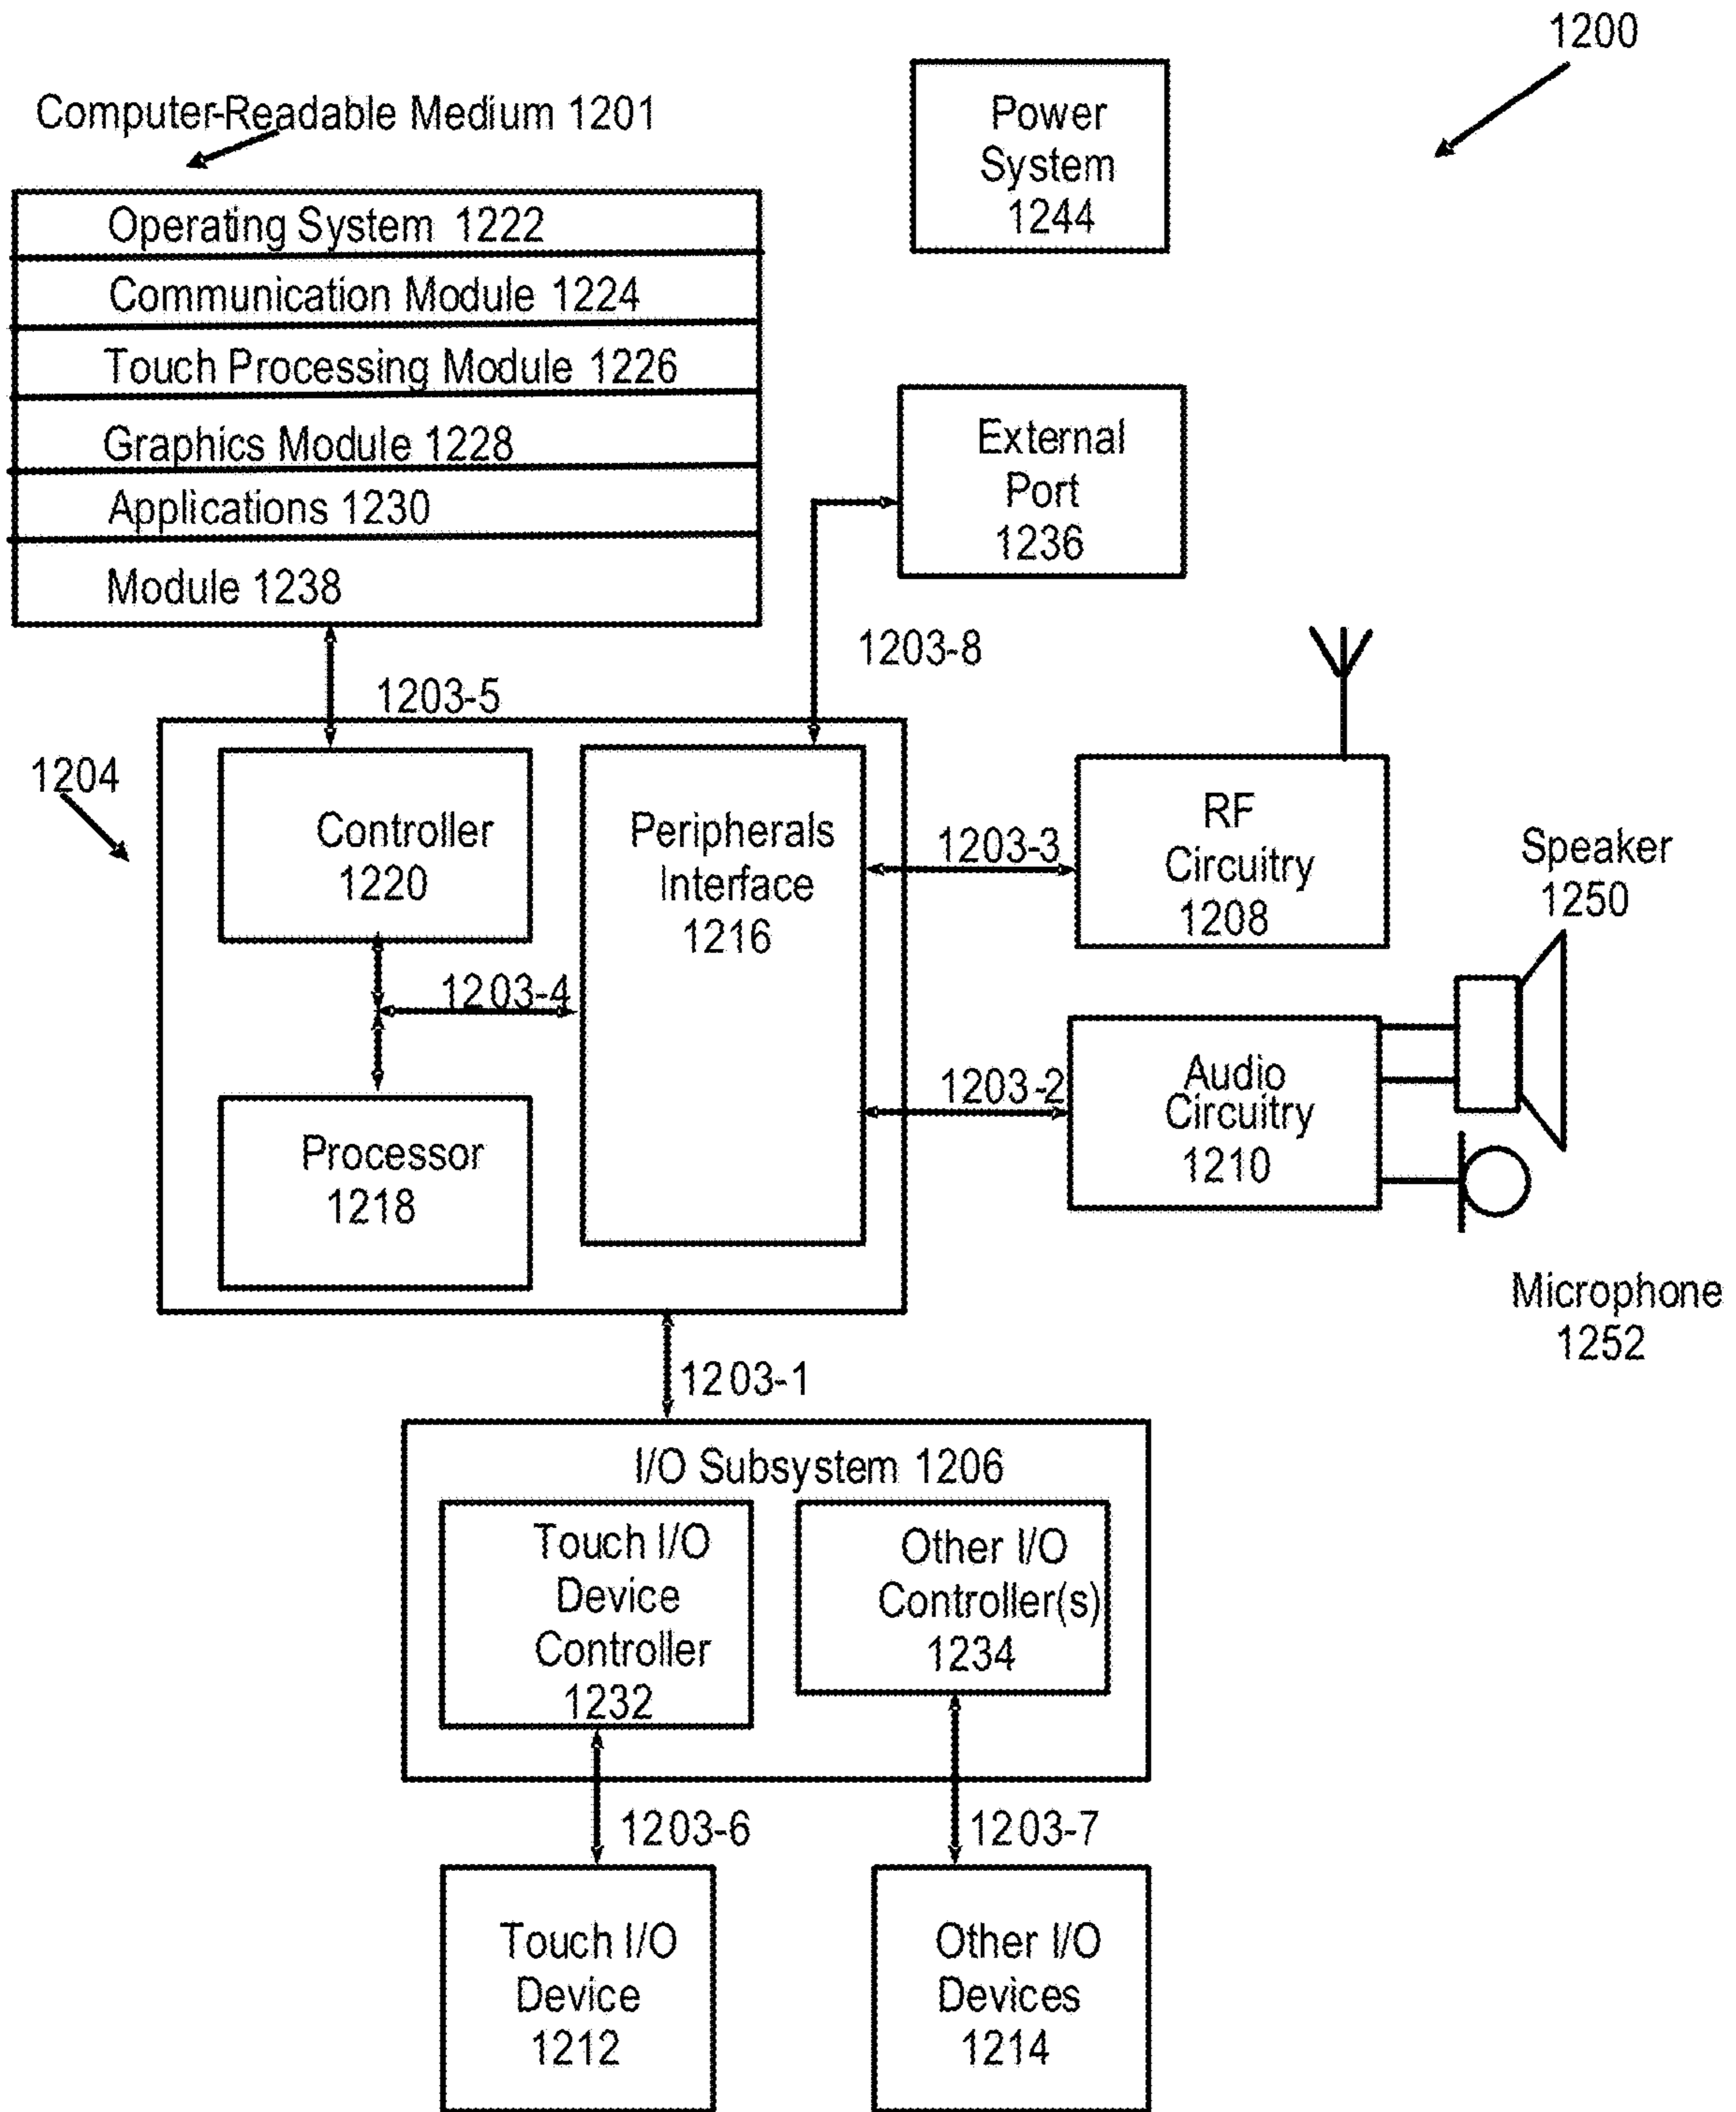 1200
Computer-Readable Medium 1201
Power
System
1244
Operating System 1222
Communication Module 1224
Touch Processing Module 1226
Graphics Module 1228
Applications 1230
Module 1238
External
Port
1236
1203-8
1203-5
1204
Controller
1220
Peripherals
Interface
1216
1203-3
RF
Circuitry
1208
Speaker
1250
1203-4
1203-2
Audio
Circuitry
1210
Processor
1218
Microphone
1252
1203-1
I/O Subsystem 1206
Touch I/O
Device
Controller
1232
Other I/O
Controller(s)
1234
1203-6
1203-7
Touch I/O
Device
1212
Other I/O
Devices
1214